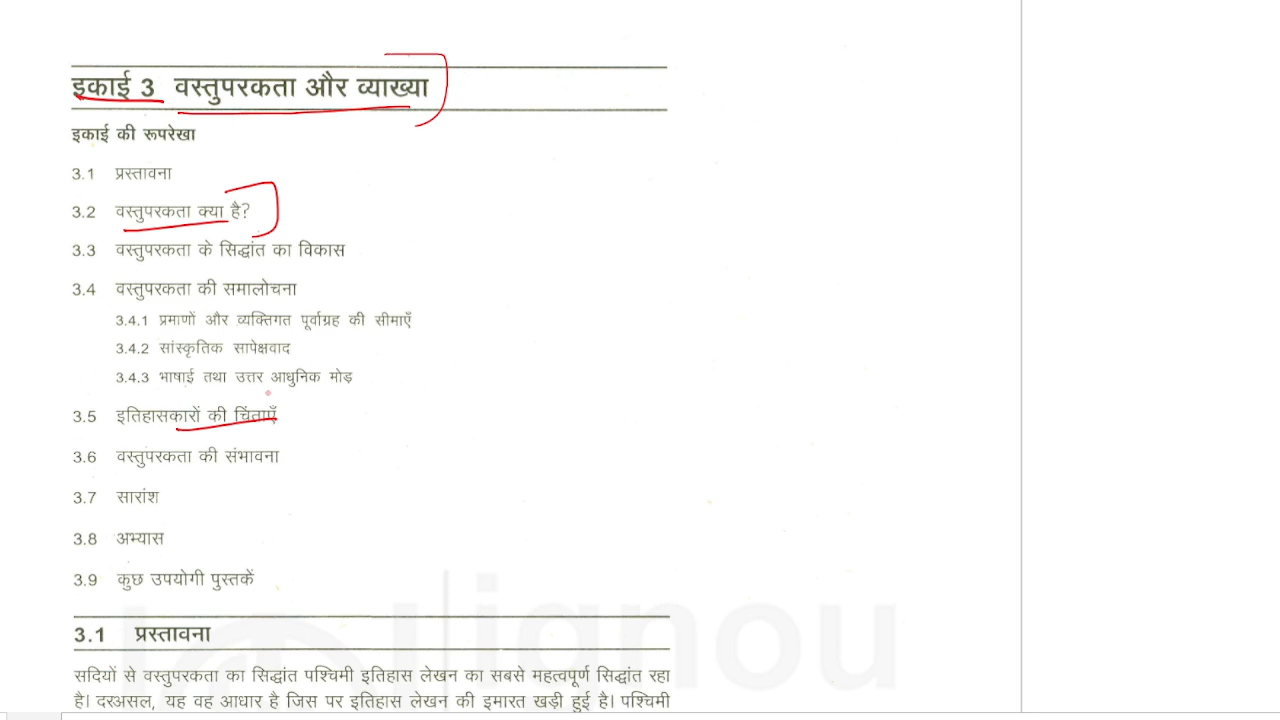 इकाई 3 वस्तुपरकता और व्याख्या
इकाई की रूपरेखा
3.1 प्रस्तावना
3.2 वस्तुपरकता क्या है?
3.3 वस्तुपरकता के सिद्धांत का विकास
3.4 वस्तुपरकता की समालोचना
3.4.1 प्रमाणों और व्यक्तिगत पूर्वाग्रह की सीमाएँ
3.4.2 सांस्कृतिक सापेक्षवाद
3.4.3 भाषाई तथा उत्तर आधुनिक मोड़
3.5 इतिहासकारों की चिंताएँ
3.6 वस्तुपरकता की संभावना
3.7 सारांश
3.8 अभ्यास
3.9 कुछ उपयोगी पुस्तकें
ignou
3.1 प्रस्तावना
सदियों से वस्तुपरकता का सिद्धांत पश्चिमी इतिहास लेखन का सबसे महत्वपूर्ण सिद्धांत रहा
है। दरअसल, यह वह आधार है जिस पर इतिहास लेखन की इमारत खड़ी हुई है। पश्चिमी